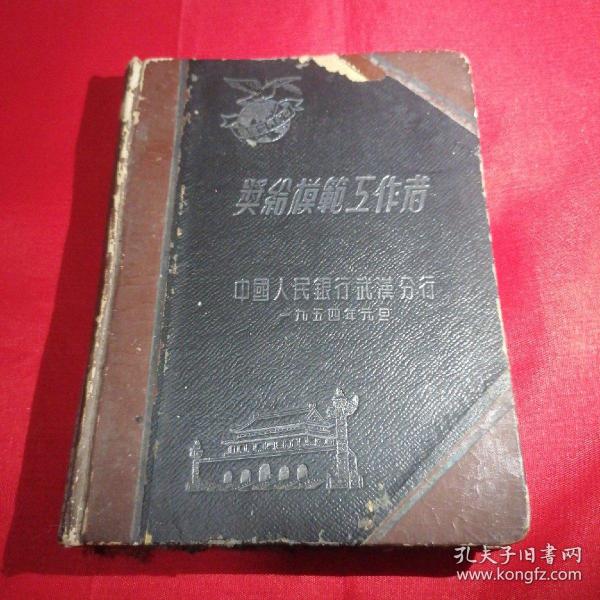 奬給模範工作者
中國人民銀行武漢分行
一九五四年元旦
孔夫子旧書网
www.kongfz.com